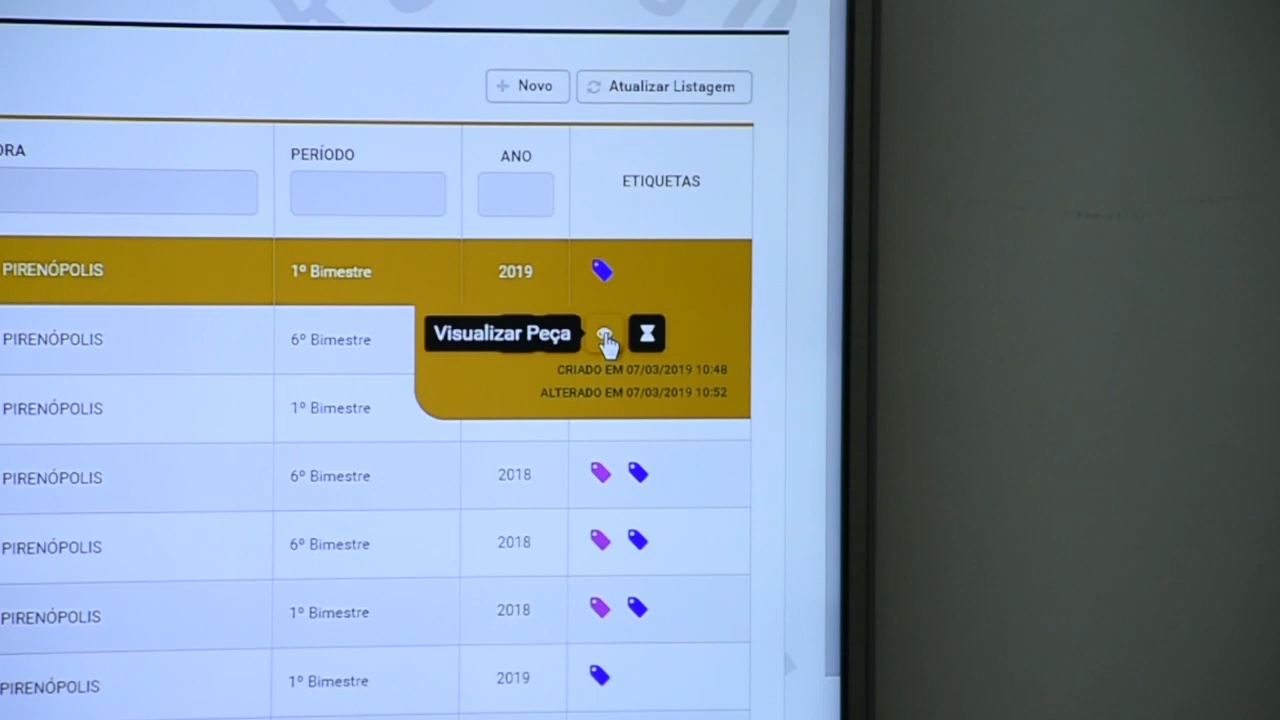 Novo
Atualizar Listagem
ORA
PERÍODO
ANO
ETIQUETAS
PIRENÓPOLIS
1º Bimestre
2019
PIRENÓPOLIS
6º Bimestre
Visualizar Peça
CRIADO EM 07/03/2019 10:48
ALTERADO EM 07/03/2019 10:52
PIRENÓPOLIS
1º Bimestre
PIRENÓPOLIS
6º Bimestre
2018
PIRENÓPOLIS
6º Bimestre
2018
PIRENÓPOLIS
1º Bimestre
2018
PIRENÓPOLIS
1º Bimestre
2019